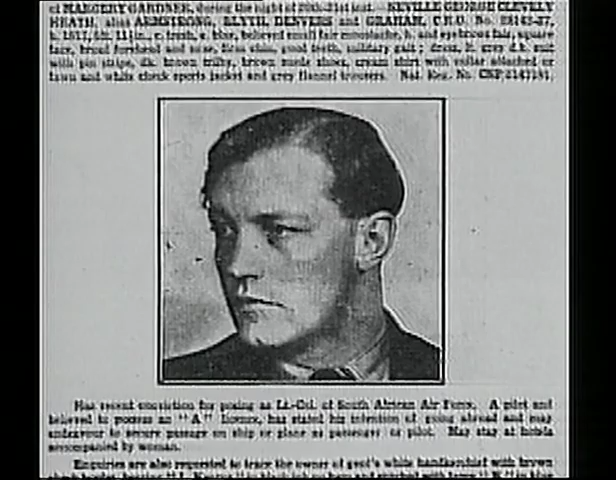 of MARGERY GARDNER, during the night of 20th-21st inst. NEVILLE GEORGE CLEVELY
HEATH, alias ARMSTRONG, BLYTH, DENVERS and GRAHAM, C.R.O. No. 28142-37,
b. 1917, 5ft. 11½in., c. fresh, e. blue, believed small fair moustache, h. and eyebrows fair, square
face, broad forehead and nose, firm chin, good teeth, military gait ; dress, lt. grey d.b. suit
with pin stripe, dk. brown trilby, brown suede shoes, cream shirt with collar attached or
fawn and white check sports jacket and grey flannel trousers. Nat. Reg. No.
Has recent conviction for posing as Lt.-Col. of South African Air Force. A pilot and
believed to possess an "A" licence, has stated his intention of going abroad and may
endeavour to secure passage on ship or plane as passenger or pilot. May stay at hotels
accompanied by woman.
Enquiries are also requested to trace the owner of gent's white handkerchief with brown